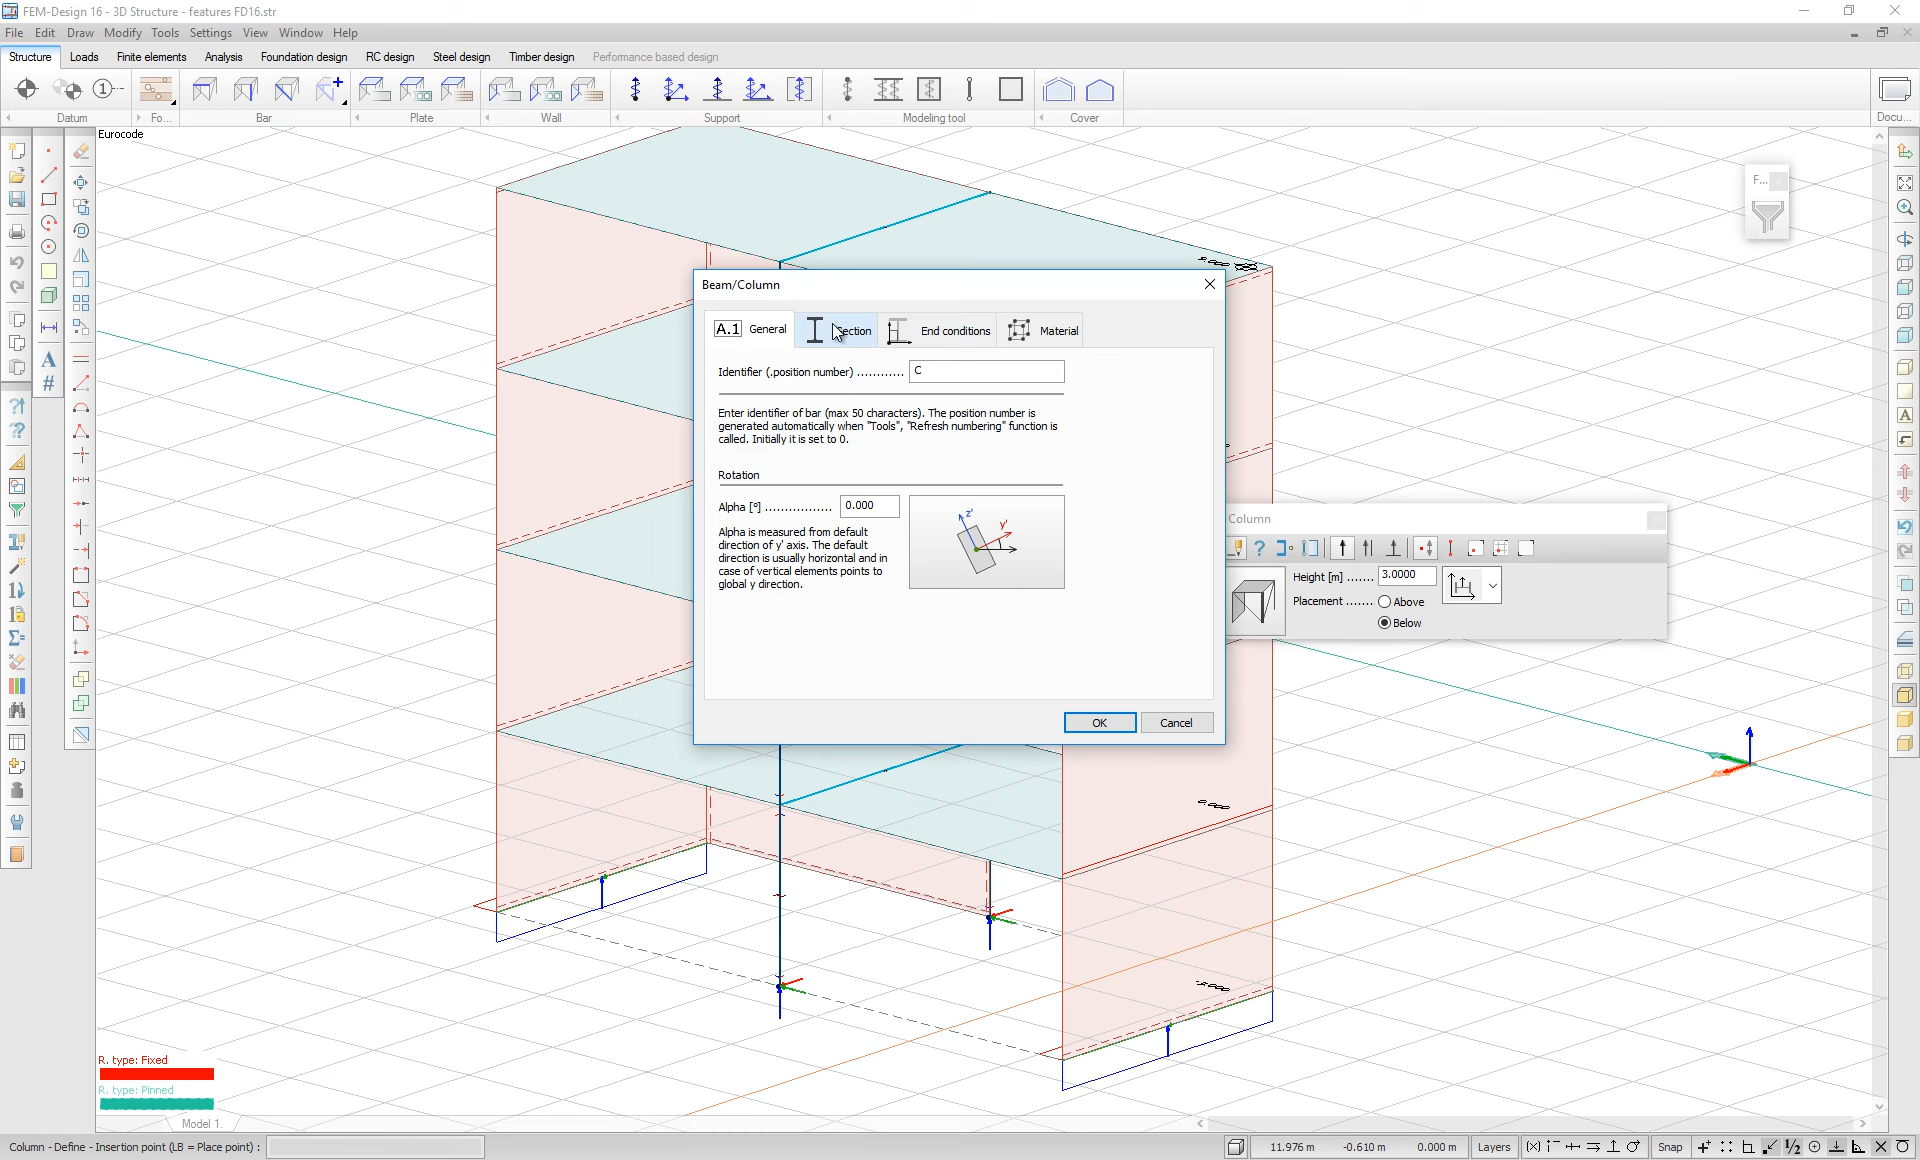 FEM-Design 16 - 3D Structure - features FD16.str
File Edit Draw Modify Tools Settings View Window Help
Structure Loads Finite elements Analysis Foundation design RC design Steel design Timber design Performance based design
Datum Fo... Bar Plate Wall Support Modeling tool Cover Docu...
Eurocode
F...
Beam/Column
A.1 General Section End conditions Material
Identifier (.position number) ............ C
Enter identifier of bar (max 50 characters). The position number is
generated automatically when "Tools", "Refresh numbering" function is
called. Initially it is set to 0.
Rotation
Alpha [°] ................. 0.000
Alpha is measured from default
direction of y' axis. The default
direction is usually horizontal and in
case of vertical elements points to
global y direction.
z'
y'
OK Cancel
Column
Height [m] ....... 3.0000
Placement ....... Above
Below
R. type: Fixed
R. type: Pinned
Model 1.
Column - Define - Insertion point (LB = Place point) :
11.976 m -0.610 m 0.000 m Layers Snap 1/2